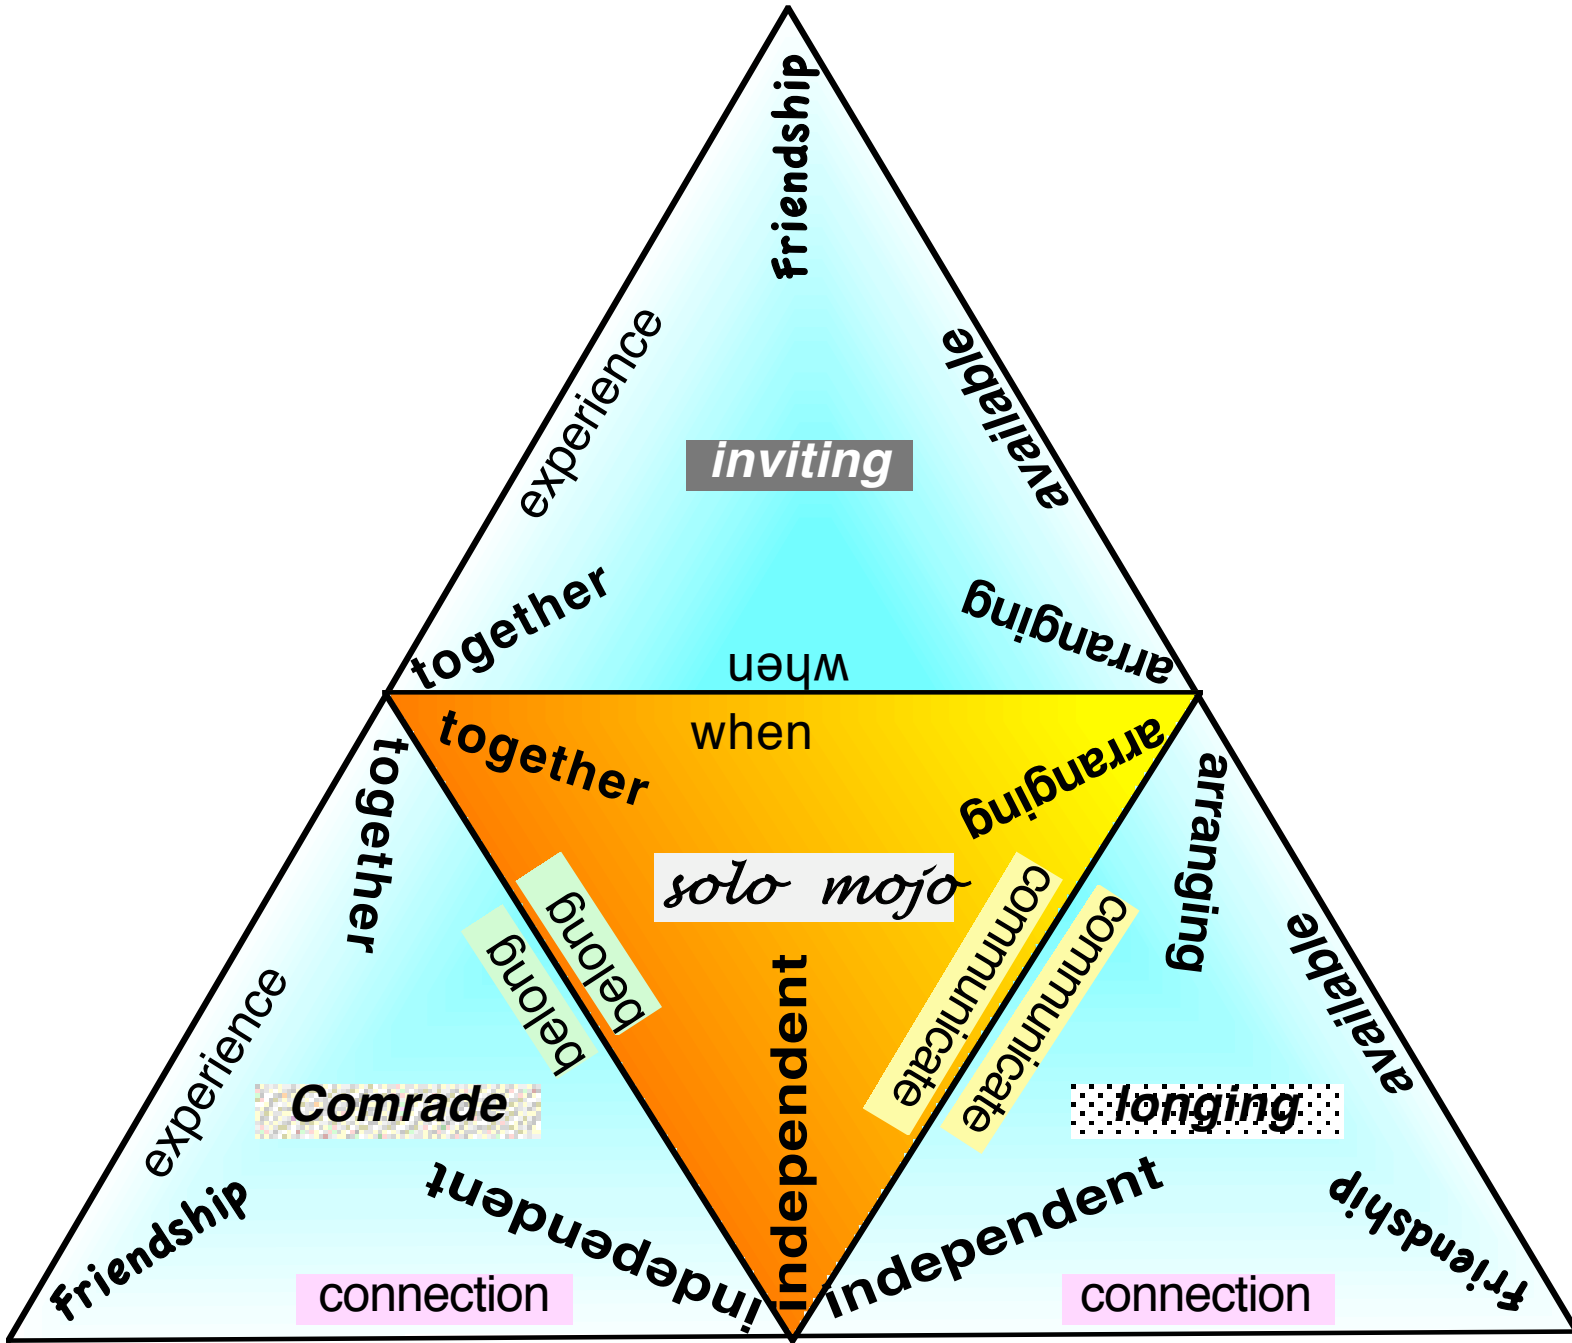 Friendship
experience
available
inviting
together
arranging
when
together
when
arranging
together
arranging
solo mojo
belong
belong
communicate
communicate
experience
available
independent
Comrade
longing
Friendship
independent
independent
Friendship
connection
connection